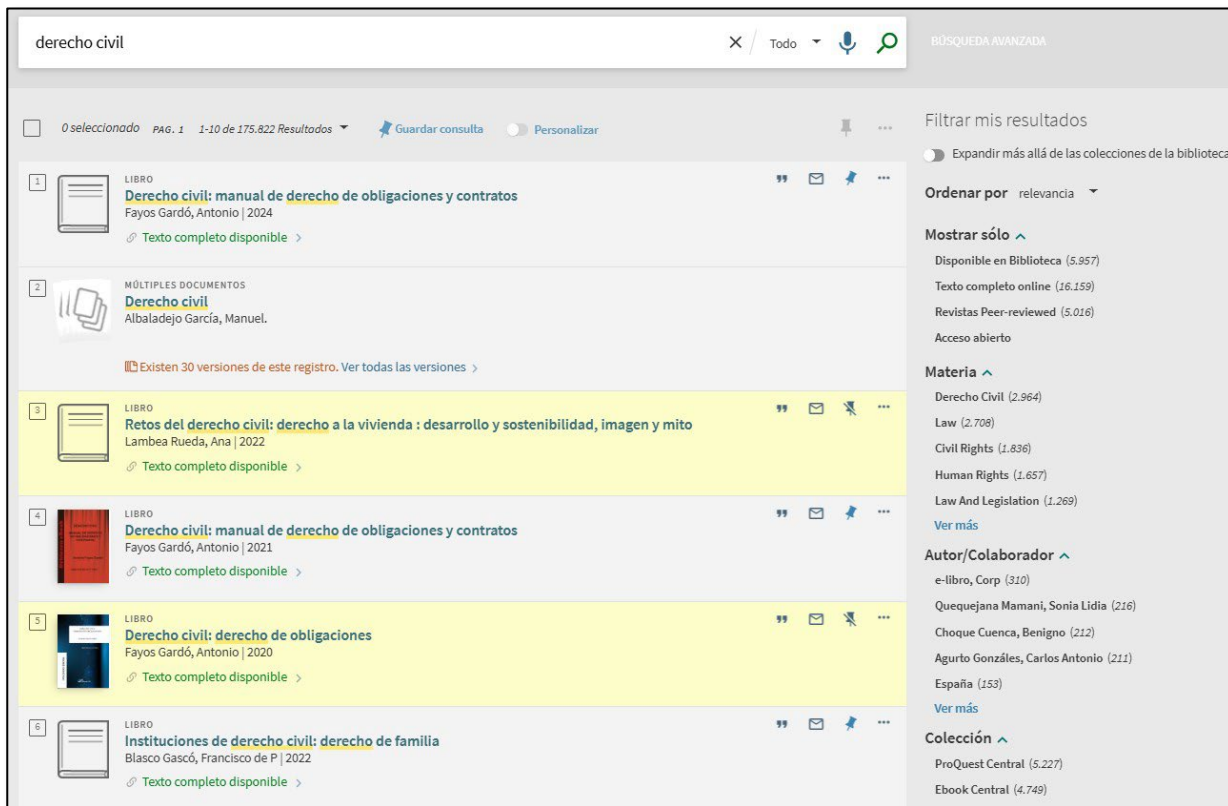 derecho civil
Todo
BÚSQUEDA AVANZADA
0 seleccionado PAG. 1 1-10 de 175.822 Resultados Guardar consulta Personalizar
1
LIBRO
Derecho civil: manual de derecho de obligaciones y contratos
Fayos Gardó, Antonio | 2024
Texto completo disponible
2
MÚLTIPLES DOCUMENTOS
Derecho civil
Albaladejo García, Manuel.
Existen 30 versiones de este registro. Ver todas las versiones
3
LIBRO
Retos del derecho civil: derecho a la vivienda : desarrollo y sostenibilidad, imagen y mito
Lambea Rueda, Ana | 2022
Texto completo disponible
4
LIBRO
Derecho civil: manual de derecho de obligaciones y contratos
Fayos Gardó, Antonio | 2021
Texto completo disponible
5
LIBRO
Derecho civil: derecho de obligaciones
Fayos Gardó, Antonio | 2020
Texto completo disponible
6
LIBRO
Instituciones de derecho civil: derecho de familia
Blasco Gascó, Francisco de P | 2022
Texto completo disponible
Filtrar mis resultados
Expandir más allá de las colecciones de la biblioteca
Ordenar por relevancia
Mostrar sólo
Disponible en Biblioteca (5.957)
Texto completo online (16.159)
Revistas Peer-reviewed (5.016)
Acceso abierto
Materia
Derecho Civil (2.964)
Law (2.708)
Civil Rights (1.836)
Human Rights (1.657)
Law And Legislation (1.269)
Ver más
Autor/Colaborador
e-libro, Corp (310)
Quequejana Mamani, Sonia Lidia (216)
Choque Cuenca, Benigno (212)
Agurto Gonzáles, Carlos Antonio (211)
España (153)
Ver más
Colección
ProQuest Central (5.227)
Ebook Central (4.749)